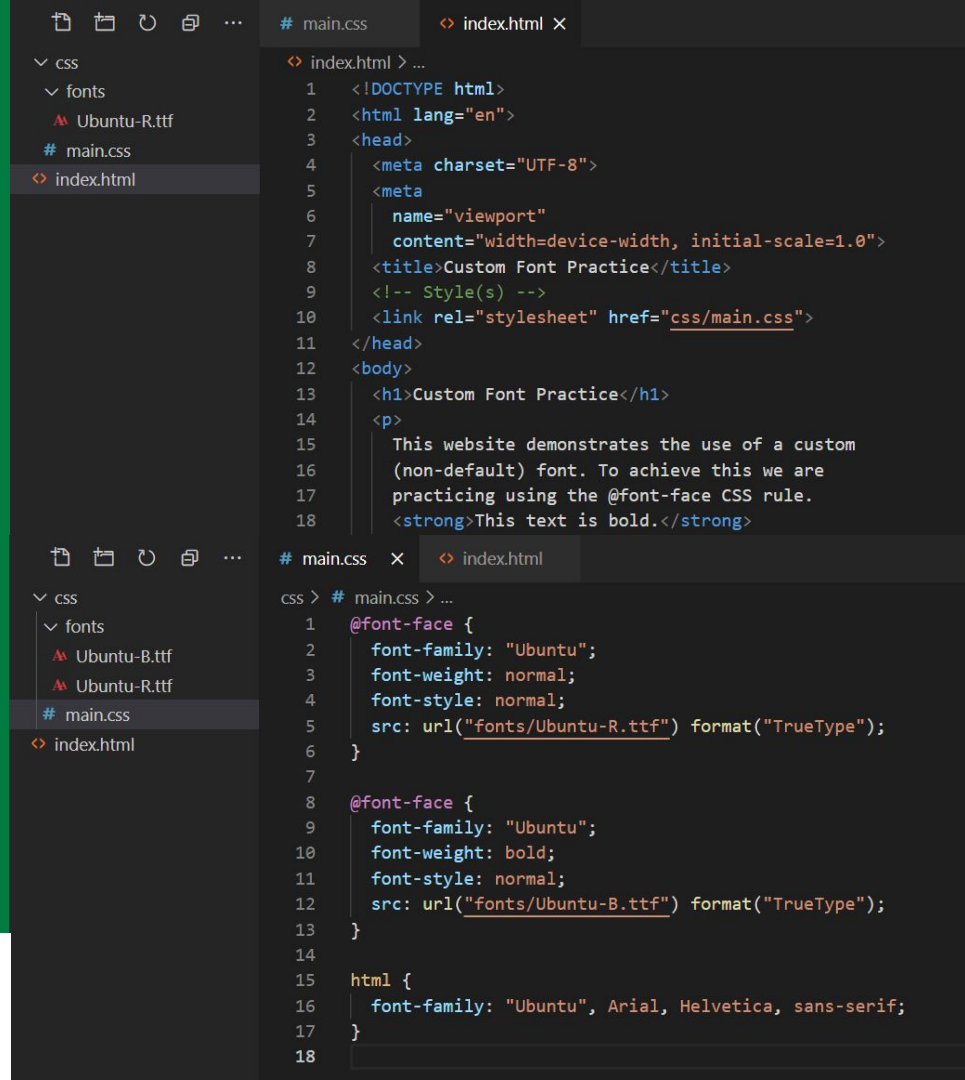 # main.css
<> index.html ×
css
fonts
Ubuntu-R.ttf
# main.css
<> index.html
<> index.html > ...
1 <!DOCTYPE html>
2 <html lang="en">
3 <head>
4 <meta charset="UTF-8">
5 <meta
6 name="viewport"
7 content="width=device-width, initial-scale=1.0">
8 <title>Custom Font Practice</title>
9 <!-- Style(s) -->
10 <link rel="stylesheet" href="css/main.css">
11 </head>
12 <body>
13 <h1>Custom Font Practice</h1>
14 <p>
15 This website demonstrates the use of a custom
16 (non-default) font. To achieve this we are
17 practicing using the @font-face CSS rule.
18 <strong>This text is bold.</strong>
# main.css ×
<> index.html
css
fonts
Ubuntu-B.ttf
Ubuntu-R.ttf
# main.css
<> index.html
css > # main.css > ...
1 @font-face {
2 font-family: "Ubuntu";
3 font-weight: normal;
4 font-style: normal;
5 src: url("fonts/Ubuntu-R.ttf") format("TrueType");
6 }
7
8 @font-face {
9 font-family: "Ubuntu";
10 font-weight: bold;
11 font-style: normal;
12 src: url("fonts/Ubuntu-B.ttf") format("TrueType");
13 }
14
15 html {
16 font-family: "Ubuntu", Arial, Helvetica, sans-serif;
17 }
18